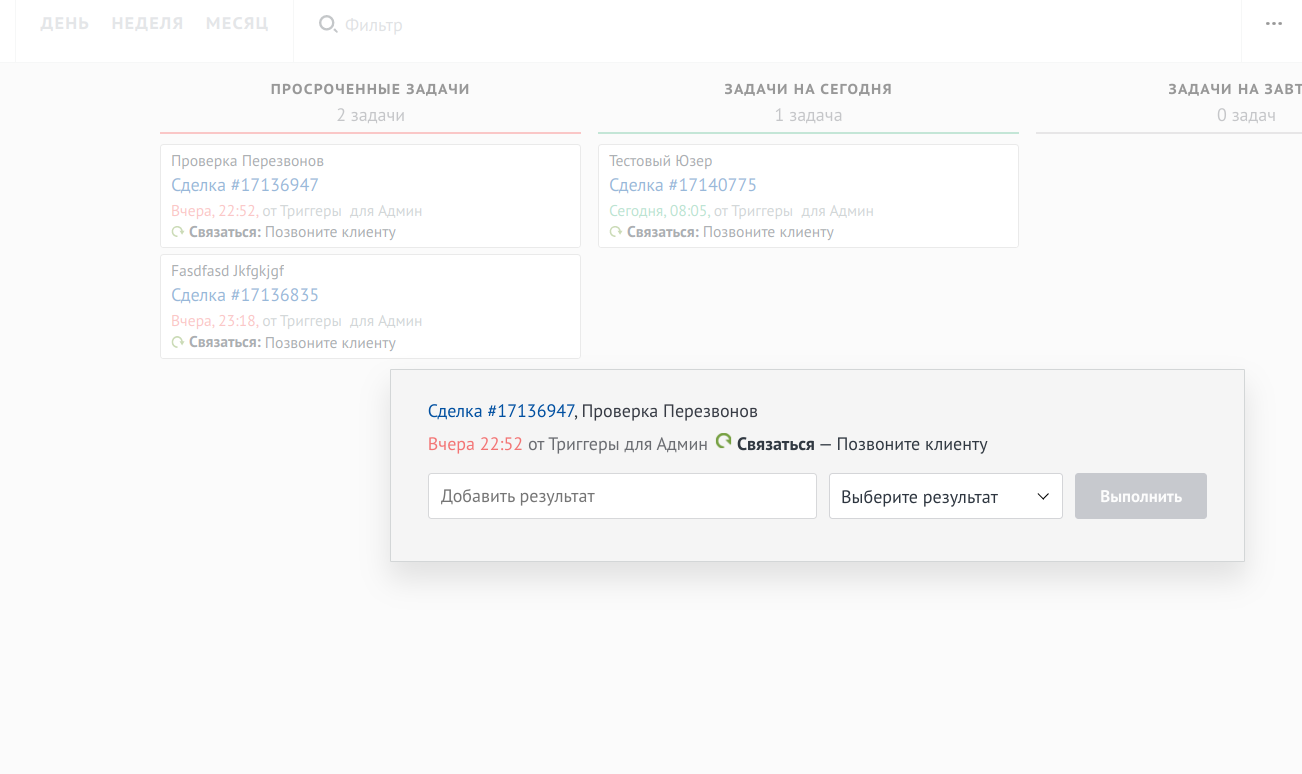 ДЕНЬ НЕДЕЛЯ МЕСЯЦ Фильтр
ПРОСРОЧЕННЫЕ ЗАДАЧИ
2 задачи
Проверка Перезвонов
Сделка #17136947
Вчера, 22:52, от Триггеры для Админ
Связаться: Позвоните клиенту
Fasdfasd Jkfgkjgf
Сделка #17136835
Вчера, 23:18, от Триггеры для Админ
Связаться: Позвоните клиенту
ЗАДАЧИ НА СЕГОДНЯ
1 задача
Тестовый Юзер
Сделка #17140775
Сегодня, 08:05, от Триггеры для Админ
Связаться: Позвоните клиенту
ЗАДАЧИ НА ЗАВТ
0 задач
Сделка #17136947, Проверка Перезвонов
Вчера 22:52 от Триггеры для Админ Связаться — Позвоните клиенту
Добавить результат Выберите результат Выполнить